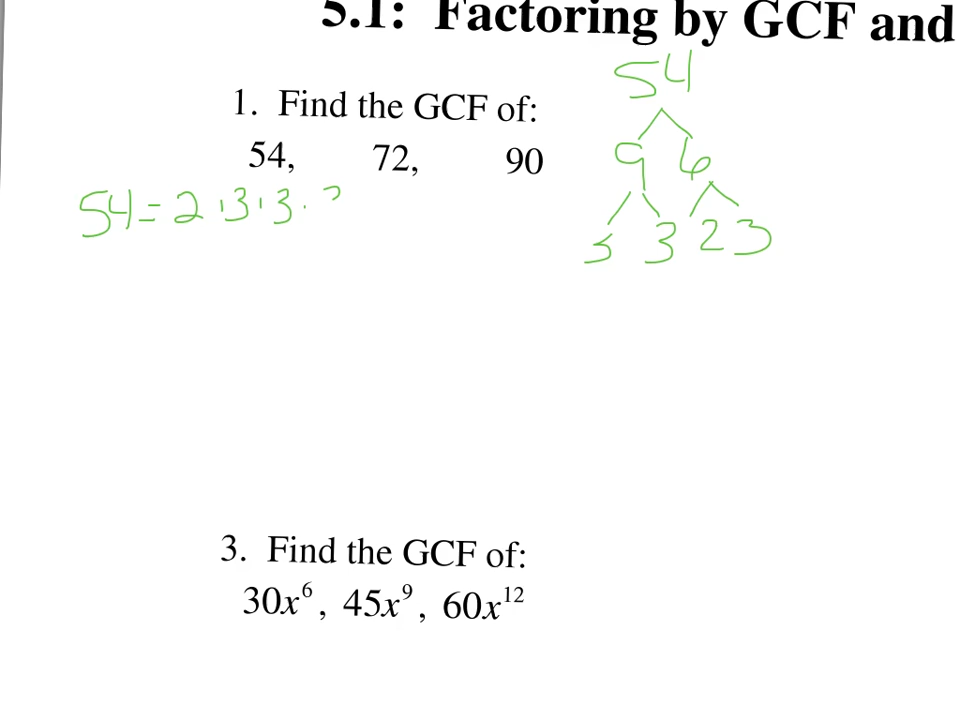 5.1: Factoring by GCF and
1. Find the GCF of:
54, 72, 90
54 = 2 · 3 · 3 ·
54
9 6
3 2 3
3. Find the GCF of:
30x⁶, 45x⁹, 60x¹²